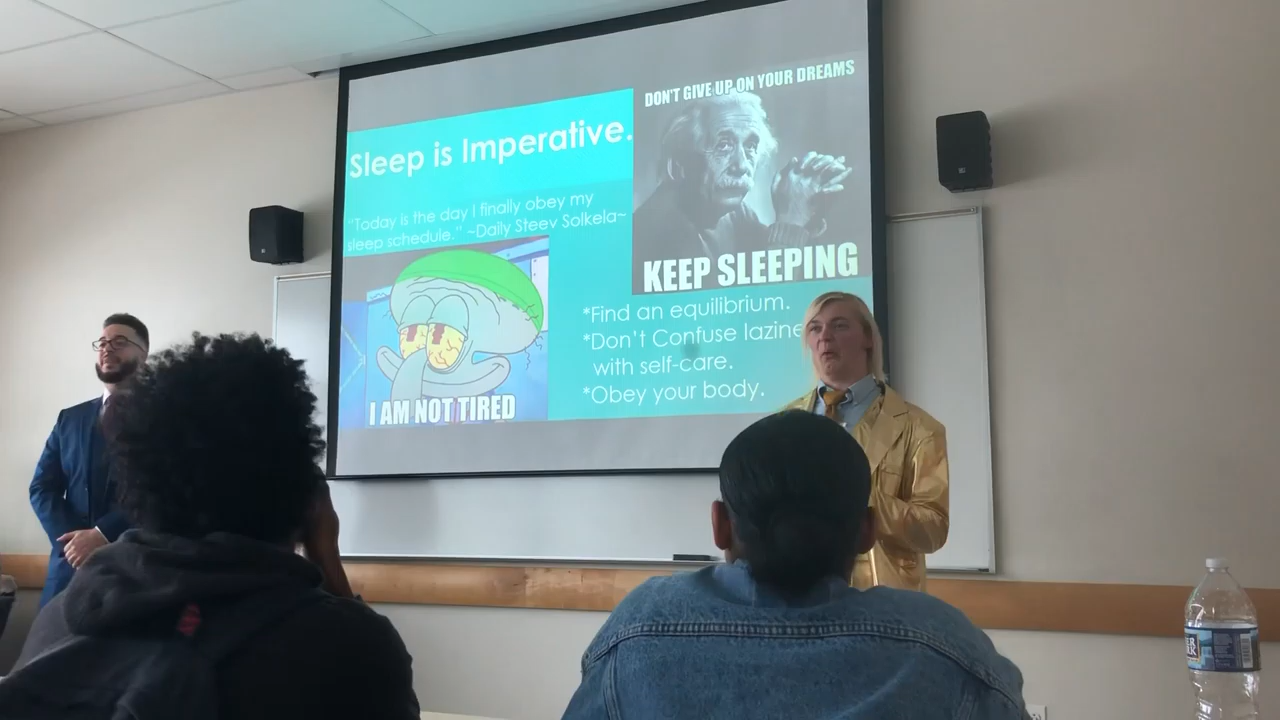 Sleep is Imperative.
"Today is the day I finally obey my
sleep schedule." ~Daily Steev Solkela~
I AM NOT TIRED
DON'T GIVE UP ON YOUR DREAMS
KEEP SLEEPING
*Find an equilibrium.
*Don't Confuse lazine
with self-care.
*Obey your body.